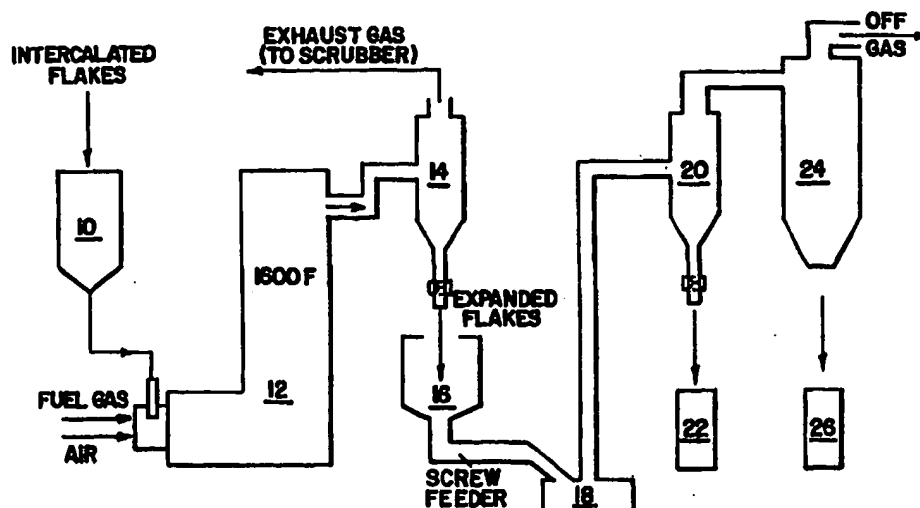 EXHAUST GAS
(TO SCRUBBER)
OFF
GAS
INTERCALATED
FLAKES
10
14
20
24
1600 F
EXPANDED
FLAKES
12
16
FUEL GAS
AIR
22
26
SCREW
FEEDER
18